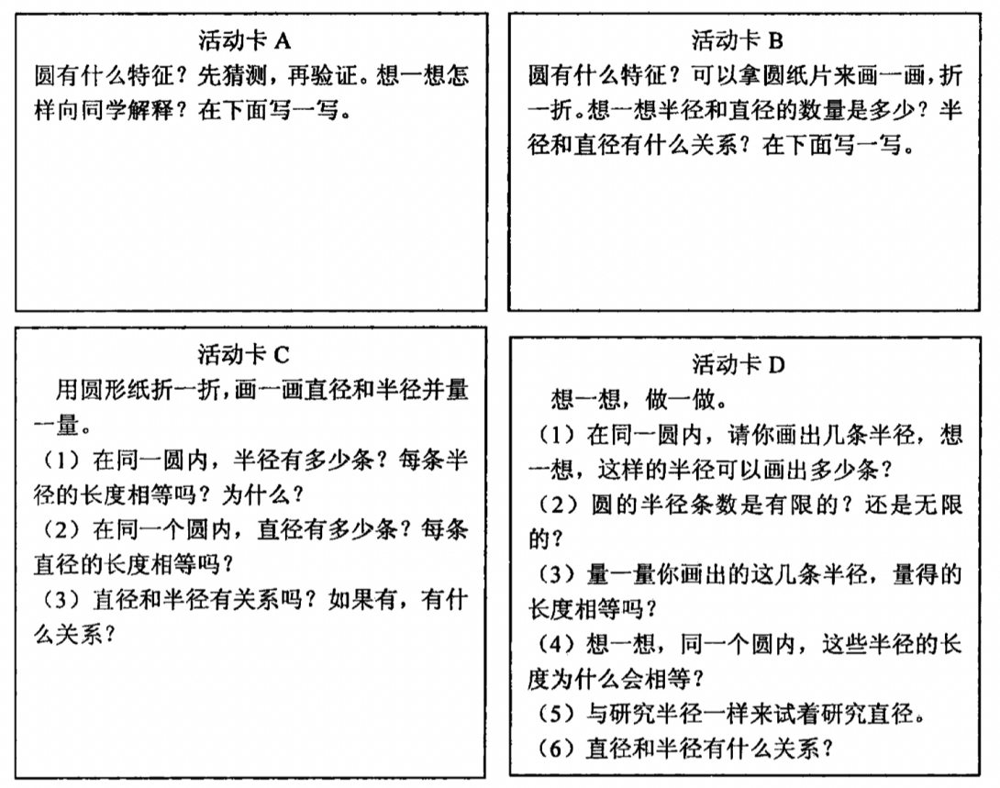 活动卡 A
圆有什么特征？先猜测，再验证。想一想怎
样向同学解释？在下面写一写。
活动卡 B
圆有什么特征？可以拿圆纸片来画一画，折
一折。想一想半径和直径的数量是多少？半
径和直径有什么关系？在下面写一写。
活动卡 C
用圆形纸折一折，画一画直径和半径并量
一量。
（1）在同一圆内，半径有多少条？每条半
径的长度相等吗？为什么？
（2）在同一个圆内，直径有多少条？每条
直径的长度相等吗？
（3）直径和半径有关系吗？如果有，有什
么关系？
活动卡 D
想一想，做一做。
（1）在同一圆内，请你画出几条半径，想
一想，这样的半径可以画出多少条？
（2）圆的半径条数是有限的？还是无限
的？
（3）量一量你画出的这几条半径，量得的
长度相等吗？
（4）想一想，同一个圆内，这些半径的长
度为什么会相等？
（5）与研究半径一样来试着研究直径。
（6）直径和半径有什么关系？